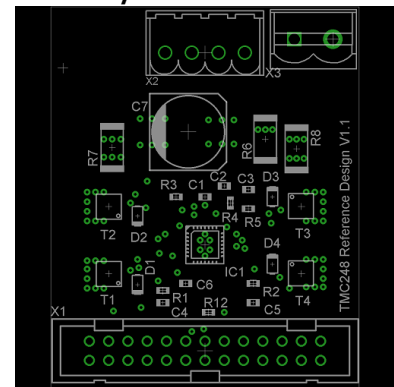 X2
X3
C7
R7
R6
R8
C2
R3
C1
C3
D3
R4
R5
T2
D2
T3
D4
IC1
D1
C6
R2
T1
R1
R12
T4
C4
C5
X1
TMC248 Reference Design V1.1